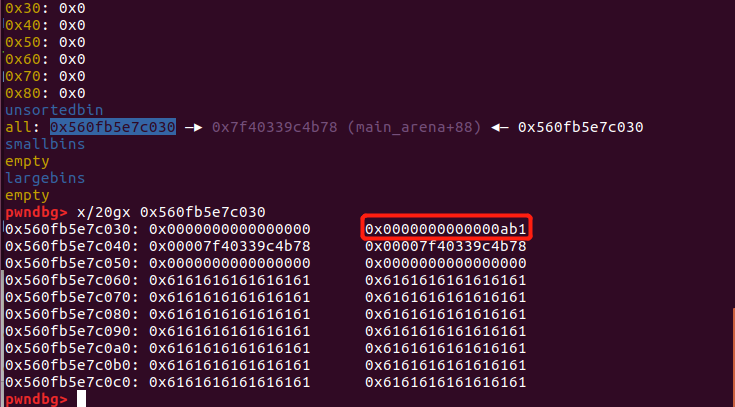 0x30: 0x0
0x40: 0x0
0x50: 0x0
0x60: 0x0
0x70: 0x0
0x80: 0x0
unsortedbin
all: 0x560fb5e7c030 —▸ 0x7f40339c4b78 (main_arena+88) ◂— 0x560fb5e7c030
smallbins
empty
largebins
empty
pwndbg> x/20gx 0x560fb5e7c030
0x560fb5e7c030: 0x0000000000000000 0x0000000000000ab1
0x560fb5e7c040: 0x00007f40339c4b78 0x00007f40339c4b78
0x560fb5e7c050: 0x0000000000000000 0x0000000000000000
0x560fb5e7c060: 0x6161616161616161 0x6161616161616161
0x560fb5e7c070: 0x6161616161616161 0x6161616161616161
0x560fb5e7c080: 0x6161616161616161 0x6161616161616161
0x560fb5e7c090: 0x6161616161616161 0x6161616161616161
0x560fb5e7c0a0: 0x6161616161616161 0x6161616161616161
0x560fb5e7c0b0: 0x6161616161616161 0x6161616161616161
0x560fb5e7c0c0: 0x6161616161616161 0x6161616161616161
pwndbg>